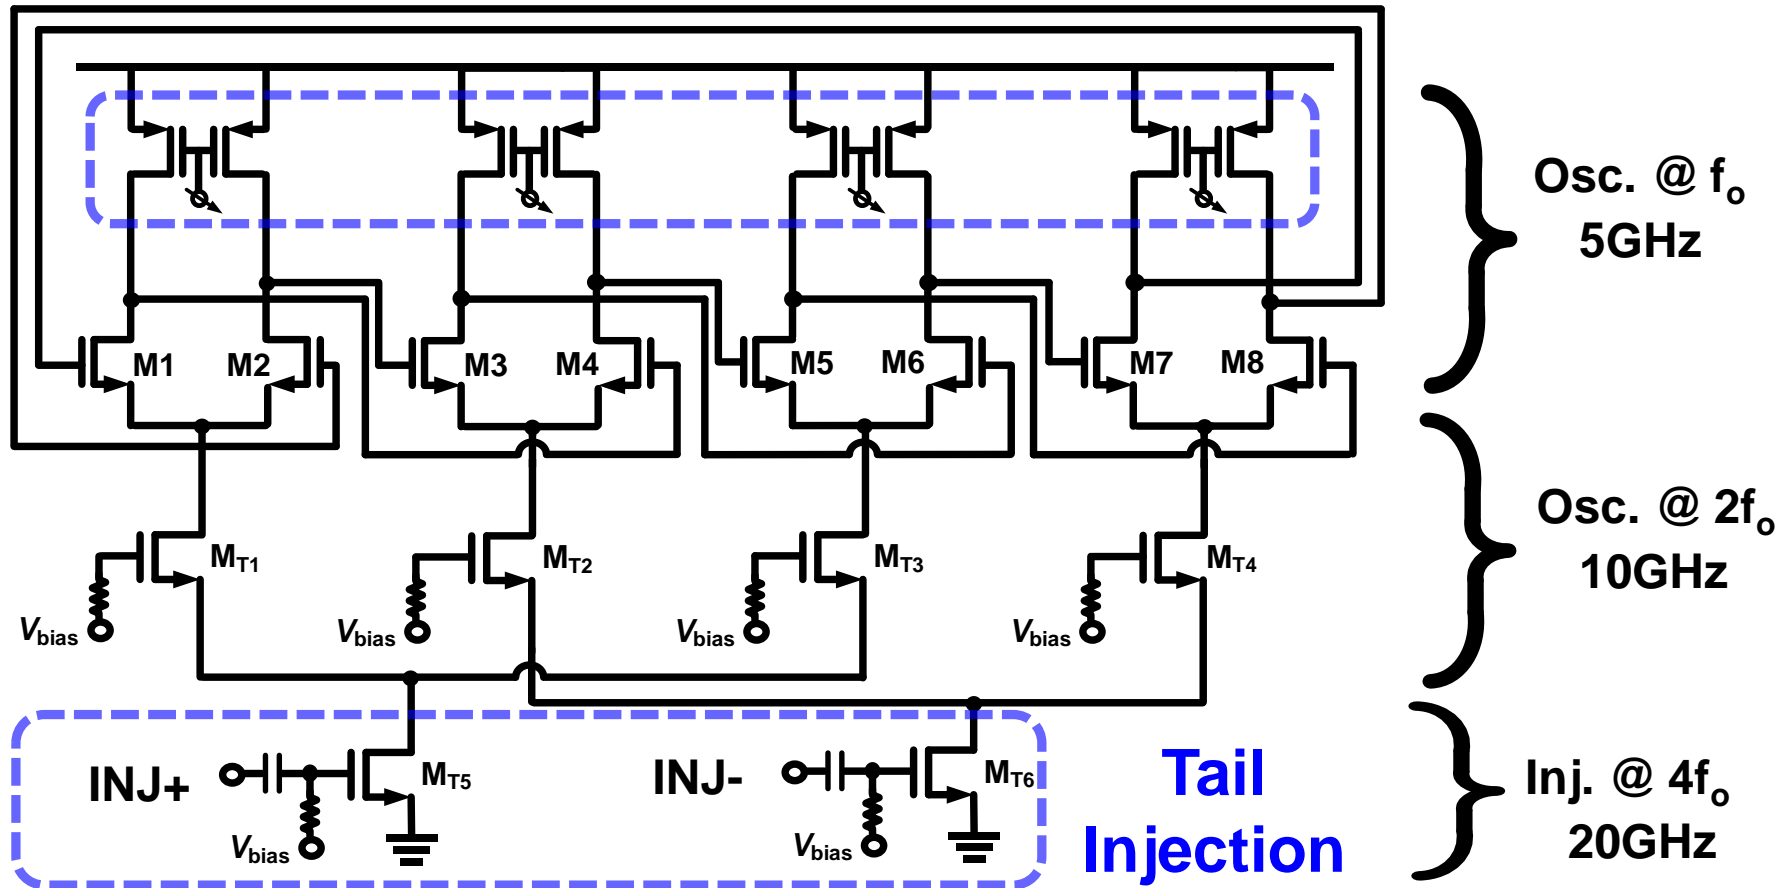 Osc. @ fo
5GHz
M1 M2 M3 M4 M5 M6 M7 M8
Osc. @ 2fo
10GHz
MT1 MT2 MT3 MT4
Vbias Vbias Vbias Vbias
INJ+ MT5 INJ- MT6
Vbias Vbias
Tail
Injection
Inj. @ 4fo
20GHz